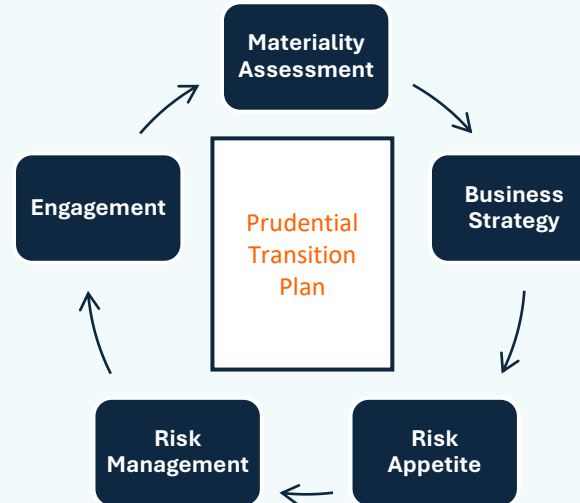 Materiality
Assessment
Business
Strategy
Risk
Appetite
Risk
Management
Engagement
Prudential
Transition
Plan